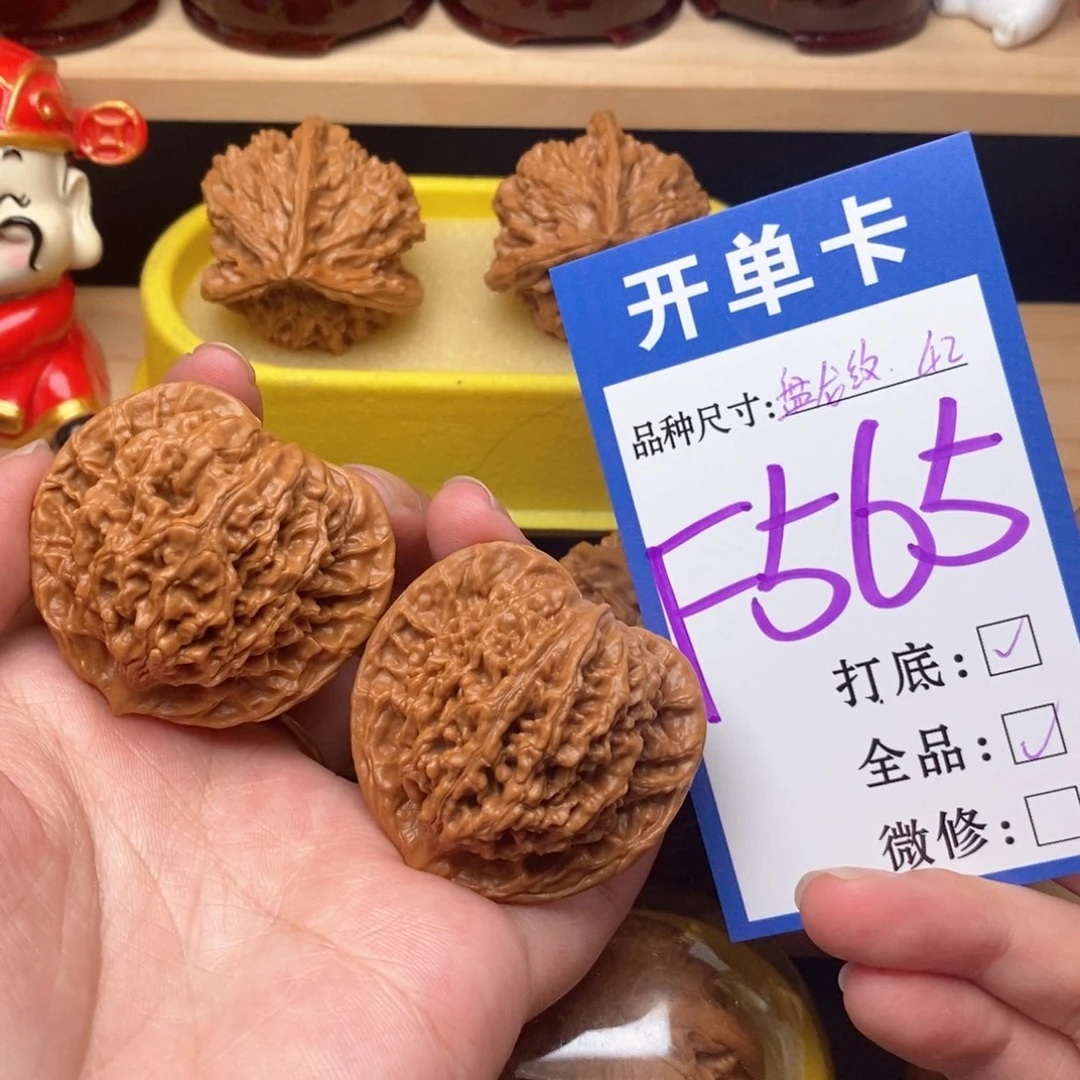 开单卡
品种尺寸:盘龙纹. 42
F565
打底: ✓
全品: ✓
微修: